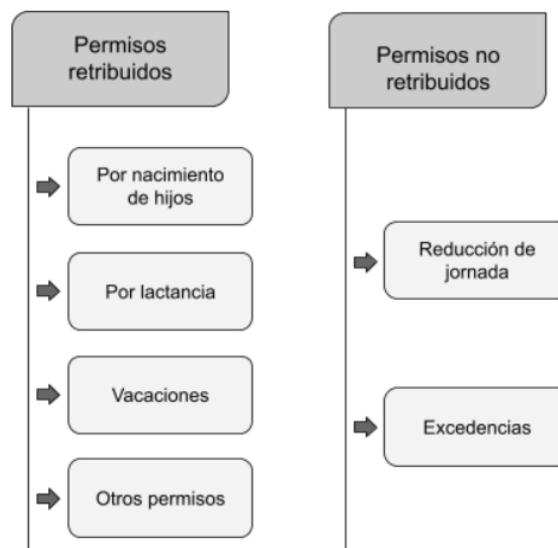 Permisos
retribuidos
Por nacimiento
de hijos
Por lactancia
Vacaciones
Otros permisos
Permisos no
retribuidos
Reducción de
jornada
Excedencias